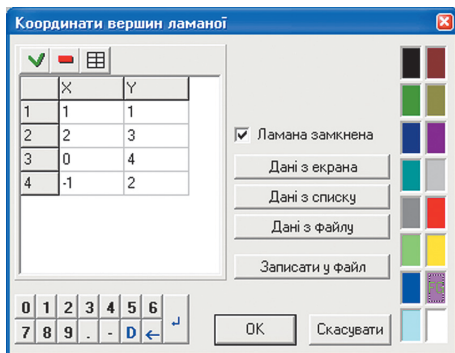 Координати вершин ламаної
X Y
1 1 1
2 2 3
3 0 4
4 -1 2
Ламана замкнена
Дані з екрана
Дані з списку
Дані з файлу
Записати у файл
0 1 2 3 4 5 6
7 8 9 . - D ←
OK
Скасувати